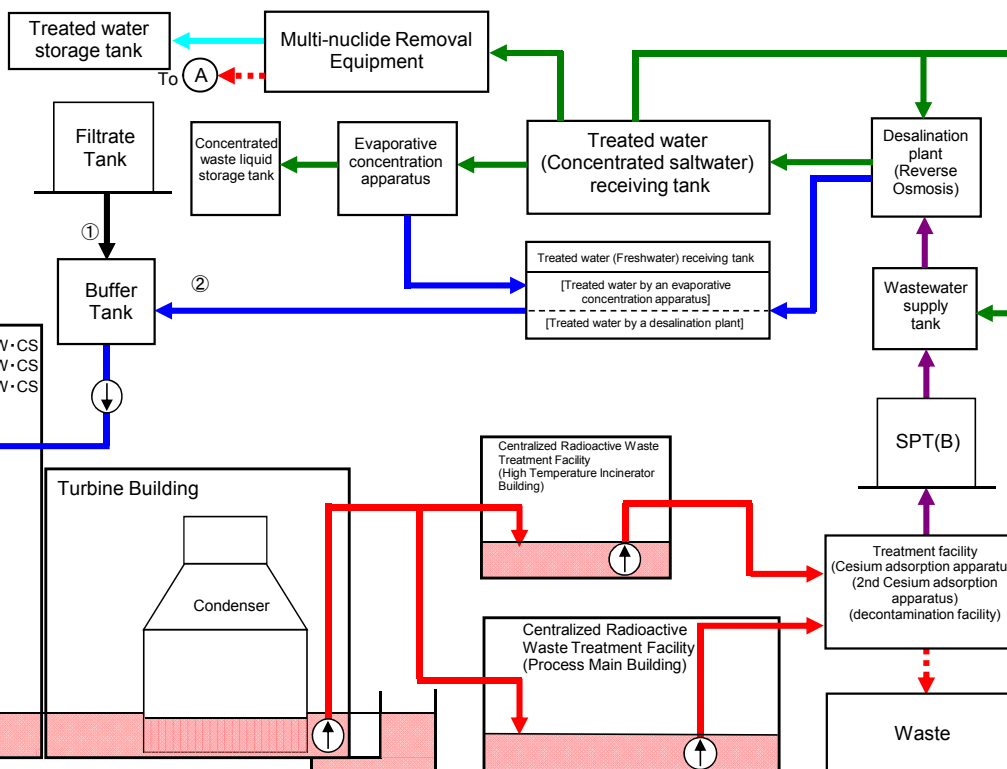 Treated water
storage tank
Multi-nuclide Removal
Equipment
To A
Filtrate
Tank
Concentrated
waste liquid
storage tank
Evaporative
concentration
apparatus
Treated water
(Concentrated saltwater)
receiving tank
Desalination
plant
(Reverse
Osmosis)
①
②
Buffer
Tank
Treated water (Freshwater) receiving tank
[Treated water by an evaporative
concentration apparatus]
[Treated water by a desalination plant]
Wastewater
supply
tank
W・CS
W・CS
W・CS
SPT(B)
Turbine Building
Condenser
Centralized Radioactive Waste
Treatment Facility
(High Temperature Incinerator
Building)
Treatment facility
(Cesium adsorption apparatu
(2nd Cesium adsorption
apparatus)
(decontamination facility)
Centralized Radioactive
Waste Treatment Facility
(Process Main Building)
Waste